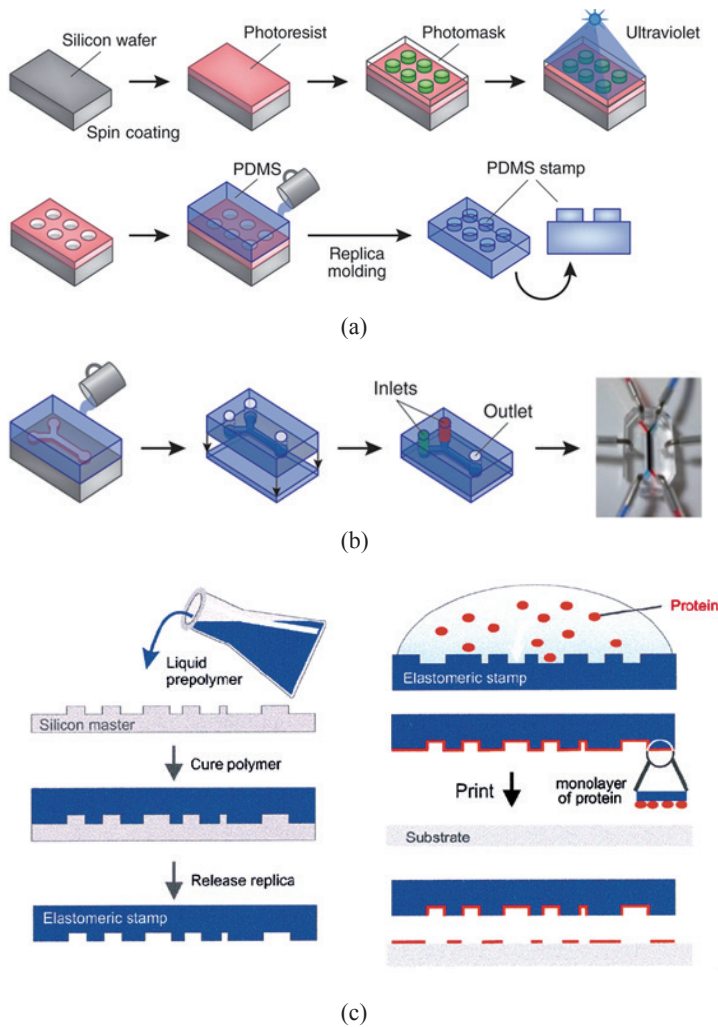 Silicon wafer
Photoresist
Photomask
Ultraviolet
Spin coating
PDMS
PDMS stamp
Replica
molding
(a)
Inlets
Outlet
(b)
Liquid
prepolymer
Silicon master
Cure polymer
Release replica
Elastomeric stamp
Protein
Elastomeric stamp
Print
monolayer
of protein
Substrate
(c)